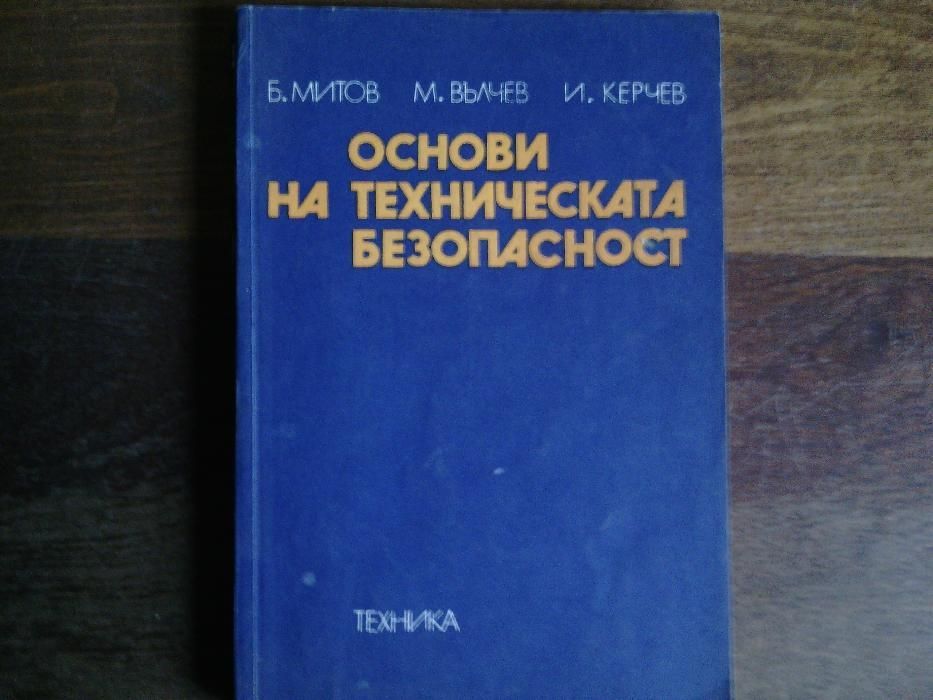 Б. МИТОВ М. ВЪЛЧЕВ И. КЕРЧЕВ
ОСНОВИ
НА ТЕХНИЧЕСКАТА
БЕЗОПАСНОСТ
ТЕХНИКА